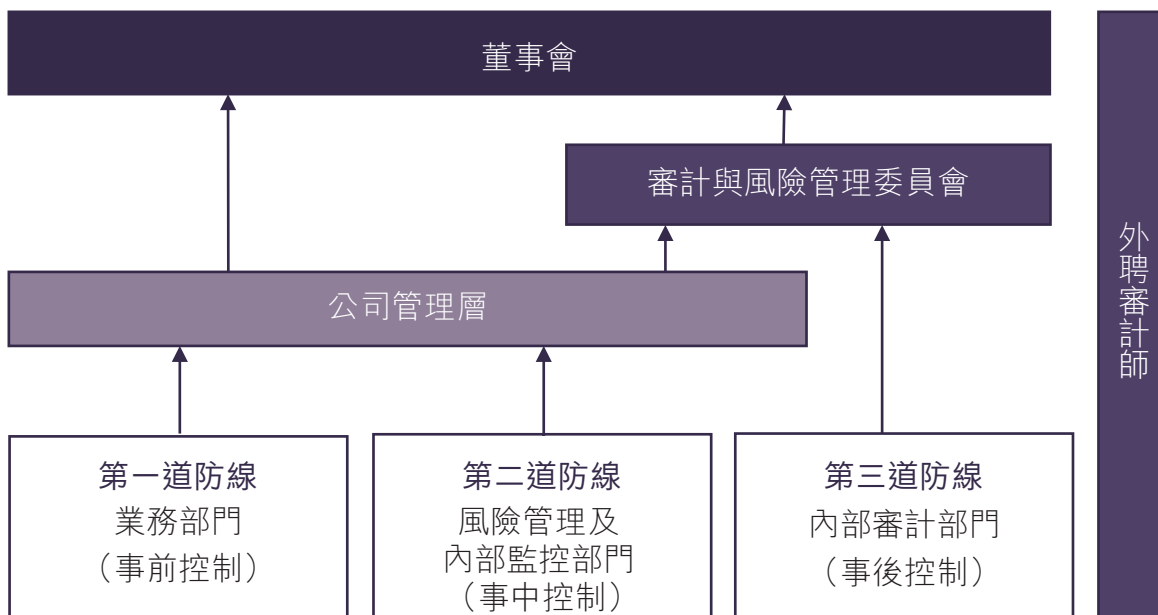 董事會
審計與風險管理委員會
公司管理層
第一道防線
業務部門
（事前控制）
第二道防線
風險管理及
內部監控部門
（事中控制）
第三道防線
內部審計部門
（事後控制）
外聘審計師